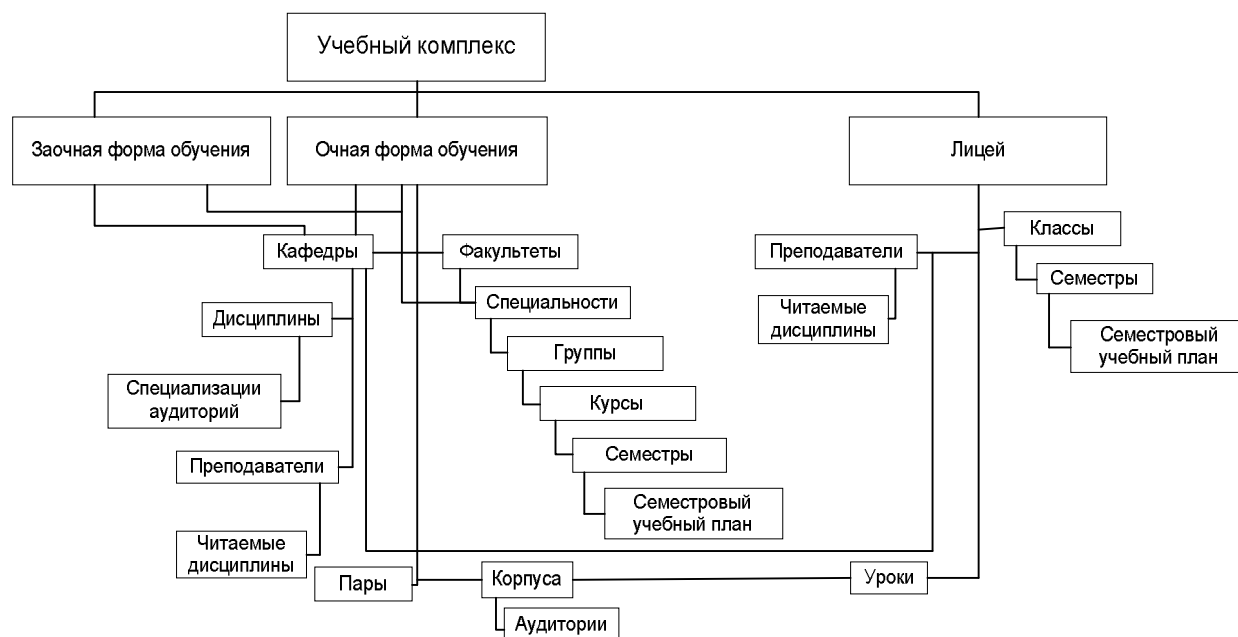 Учебный комплекс
Заочная форма обучения
Очная форма обучения
Лицей
Кафедры
Факультеты
Преподаватели
Классы
Семестры
Специальности
Читаемые
дисциплины
Дисциплины
Семестровый
учебный план
Группы
Специализации
аудиторий
Курсы
Преподаватели
Семестры
Семестровый
учебный план
Читаемые
дисциплины
Пары
Корпуса
Уроки
Аудитории